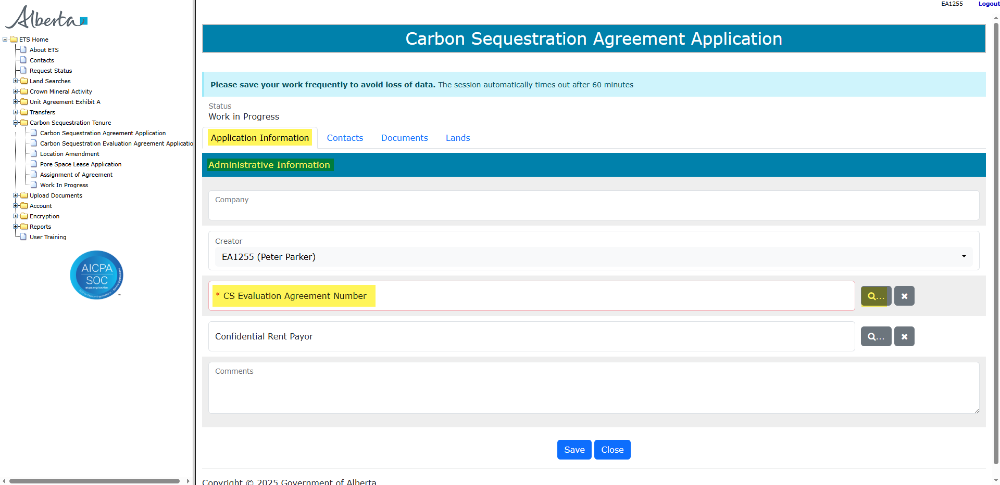 EA1255 Logout
Alberta
ETS Home
About ETS
Contacts
Request Status
Land Searches
Crown Mineral Activity
Unit Agreement Exhibit A
Transfers
Carbon Sequestration Tenure
Carbon Sequestration Agreement Application
Carbon Sequestration Evaluation Agreement Applicatio
Location Amendment
Pore Space Lease Application
Assignment of Agreement
Work In Progress
Upload Documents
Account
Encryption
Reports
User Training
AICPA
SOC
aicpa.org/soc4so
Carbon Sequestration Agreement Application
Please save your work frequently to avoid loss of data. The session automatically times out after 60 minutes
Status
Work in Progress
Application Information Contacts Documents Lands
Administrative Information
Company
Creator
EA1255 (Peter Parker)
* CS Evaluation Agreement Number
...
Confidential Rent Payor
...
Comments
Save Close
Copyright © 2025 Government of Alberta